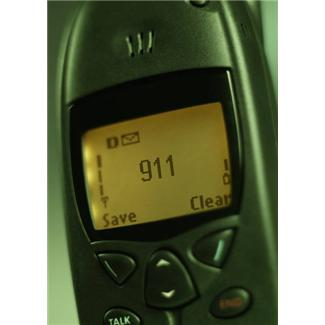 D
911
Save Clear
TALK END